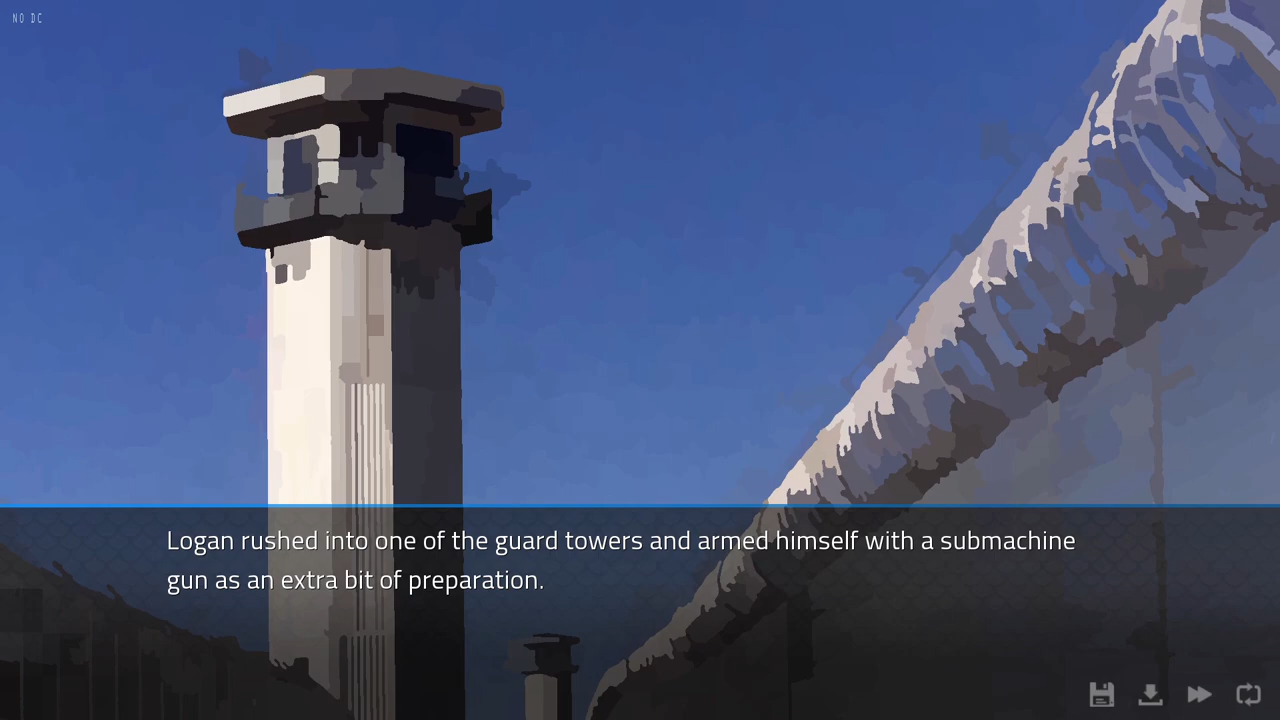 NO DC
Logan rushed into one of the guard towers and armed himself with a submachine
gun as an extra bit of preparation.